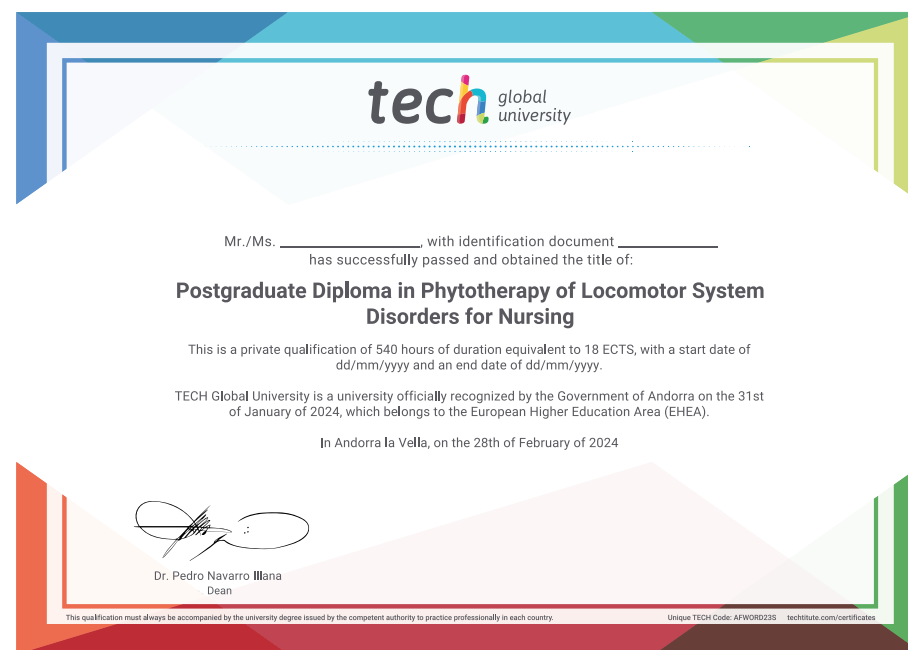 tech global
university
Mr./Ms. ____________, with identification document ____________
has successfully passed and obtained the title of:
Postgraduate Diploma in Phytotherapy of Locomotor System
Disorders for Nursing
This is a private qualification of 540 hours of duration equivalent to 18 ECTS, with a start date of
dd/mm/yyyy and an end date of dd/mm/yyyy.
TECH Global University is a university officially recognized by the Government of Andorra on the 31st
of January of 2024, which belongs to the European Higher Education Area (EHEA).
In Andorra la Vella, on the 28th of February of 2024
Dr. Pedro Navarro Illana
Dean
This qualification must always be accompanied by the university degree issued by the competent authority to practice professionally in each country. Unique TECH Code: AFWORD23S techtitute.com/certificates